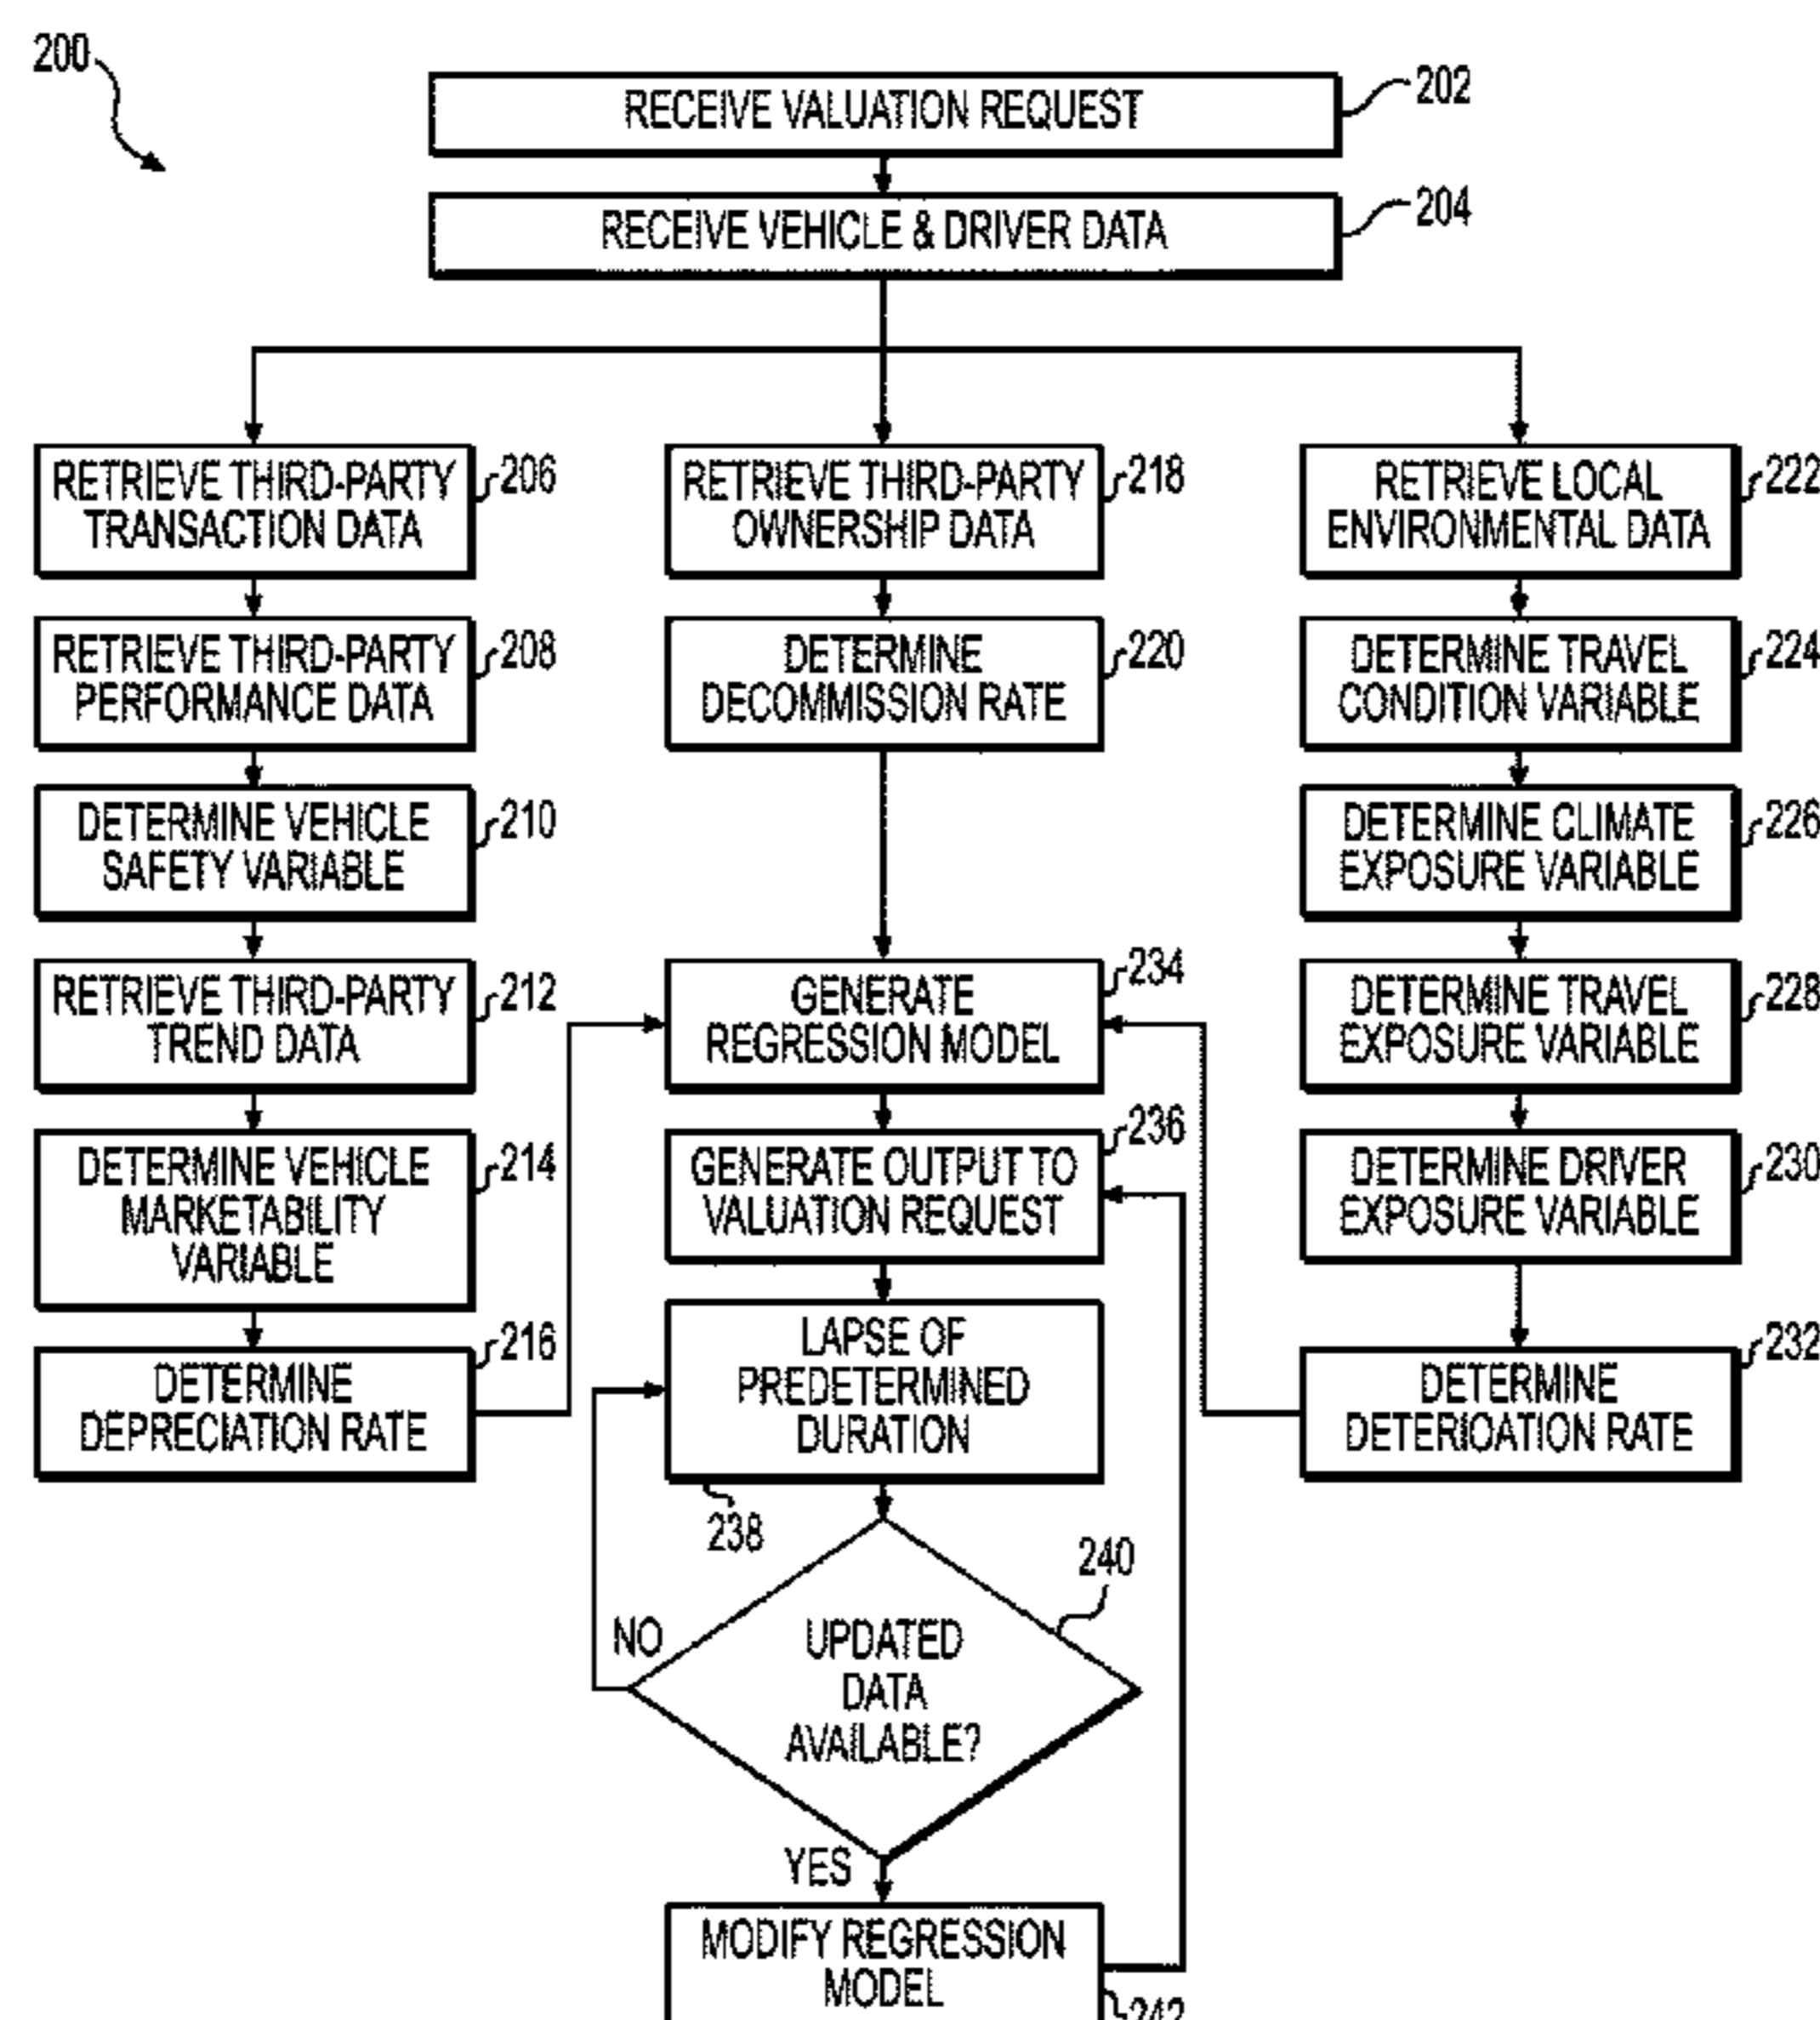 200
RECEIVE VALUATION REQUEST
202
RECEIVE VEHICLE & DRIVER DATA
204
RETRIEVE THIRD-PARTY
TRANSACTION DATA
206
RETRIEVE THIRD-PARTY
PERFORMANCE DATA
208
DETERMINE VEHICLE
SAFETY VARIABLE
210
RETRIEVE THIRD-PARTY
TREND DATA
212
DETERMINE VEHICLE
MARKETABILITY
VARIABLE
214
DETERMINE
DEPRECIATION RATE
216
RETRIEVE THIRD-PARTY
OWNERSHIP DATA
218
DETERMINE
DECOMMISSION RATE
220
RETRIEVE LOCAL
ENVIRONMENTAL DATA
222
DETERMINE TRAVEL
CONDITION VARIABLE
224
DETERMINE CLIMATE
EXPOSURE VARIABLE
226
DETERMINE TRAVEL
EXPOSURE VARIABLE
228
DETERMINE DRIVER
EXPOSURE VARIABLE
230
DETERMINE
DETERIOATION RATE
232
GENERATE
REGRESSION MODEL
234
GENERATE OUTPUT TO
VALUATION REQUEST
236
LAPSE OF
PREDETERMINED
DURATION
238
UPDATED
DATA
AVAILABLE?
240
NO
YES
MODIFY REGRESSION
MODEL
242